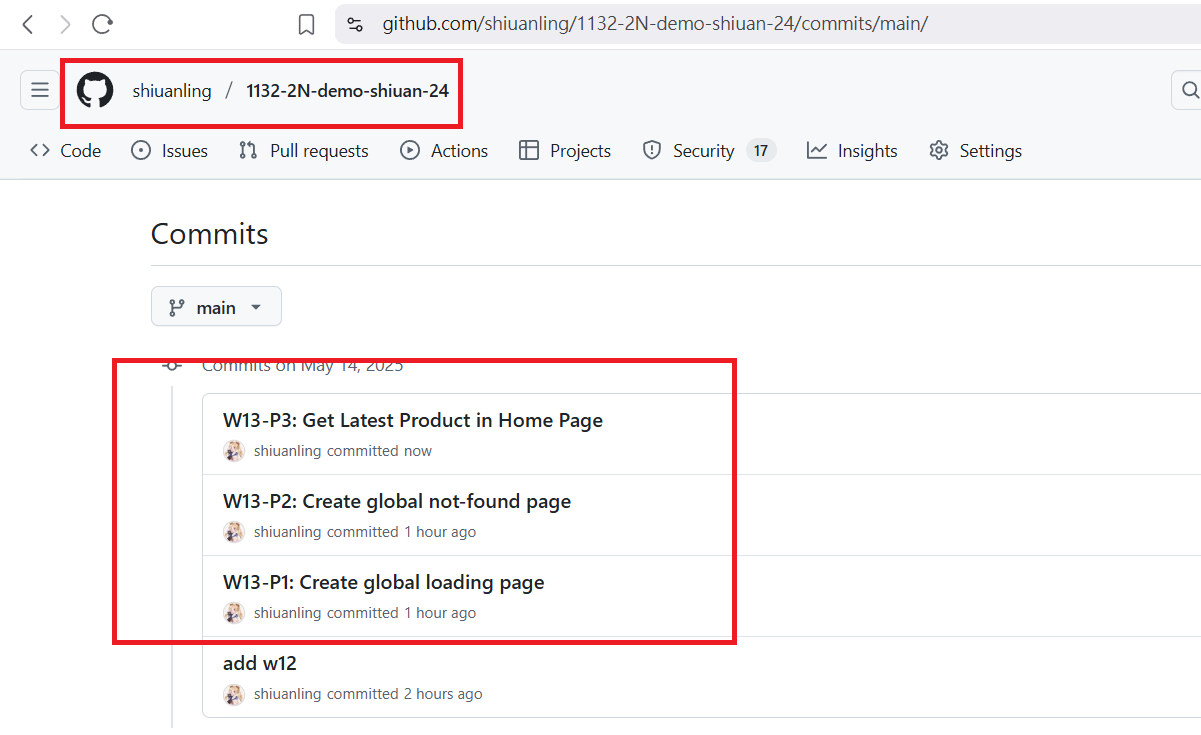 github.com/shiuanling/1132-2N-demo-shiuan-24/commits/main/
shiuanling / 1132-2N-demo-shiuan-24
Code Issues Pull requests Actions Projects Security 17 Insights Settings
Commits
main
Commits on May 14, 2025
W13-P3: Get Latest Product in Home Page
shiuanling committed now
W13-P2: Create global not-found page
shiuanling committed 1 hour ago
W13-P1: Create global loading page
shiuanling committed 1 hour ago
add w12
shiuanling committed 2 hours ago